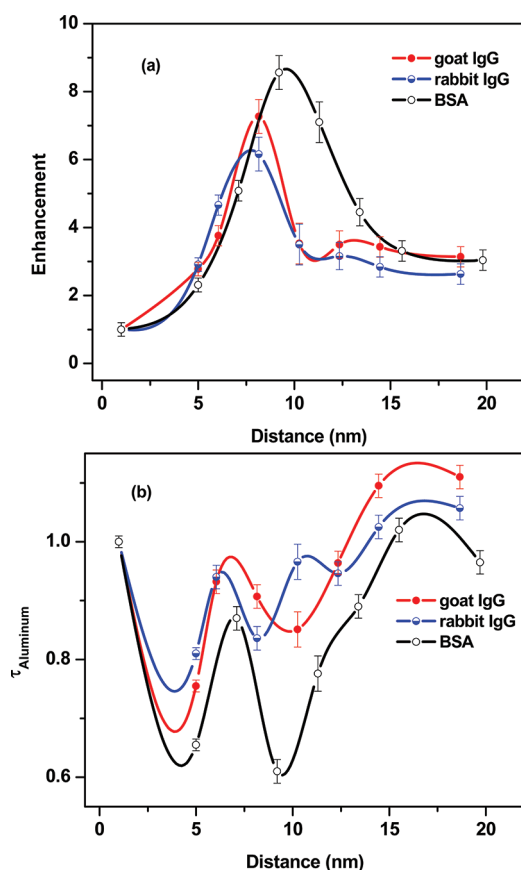 10
(a)
goat IgG
rabbit IgG
BSA
8
6
4
2
0
Enhancement
0 5 10 15 20
Distance (nm)
(b)
1.0
0.8
0.6
τAluminum
goat IgG
rabbit IgG
BSA
0 5 10 15 20
Distance (nm)